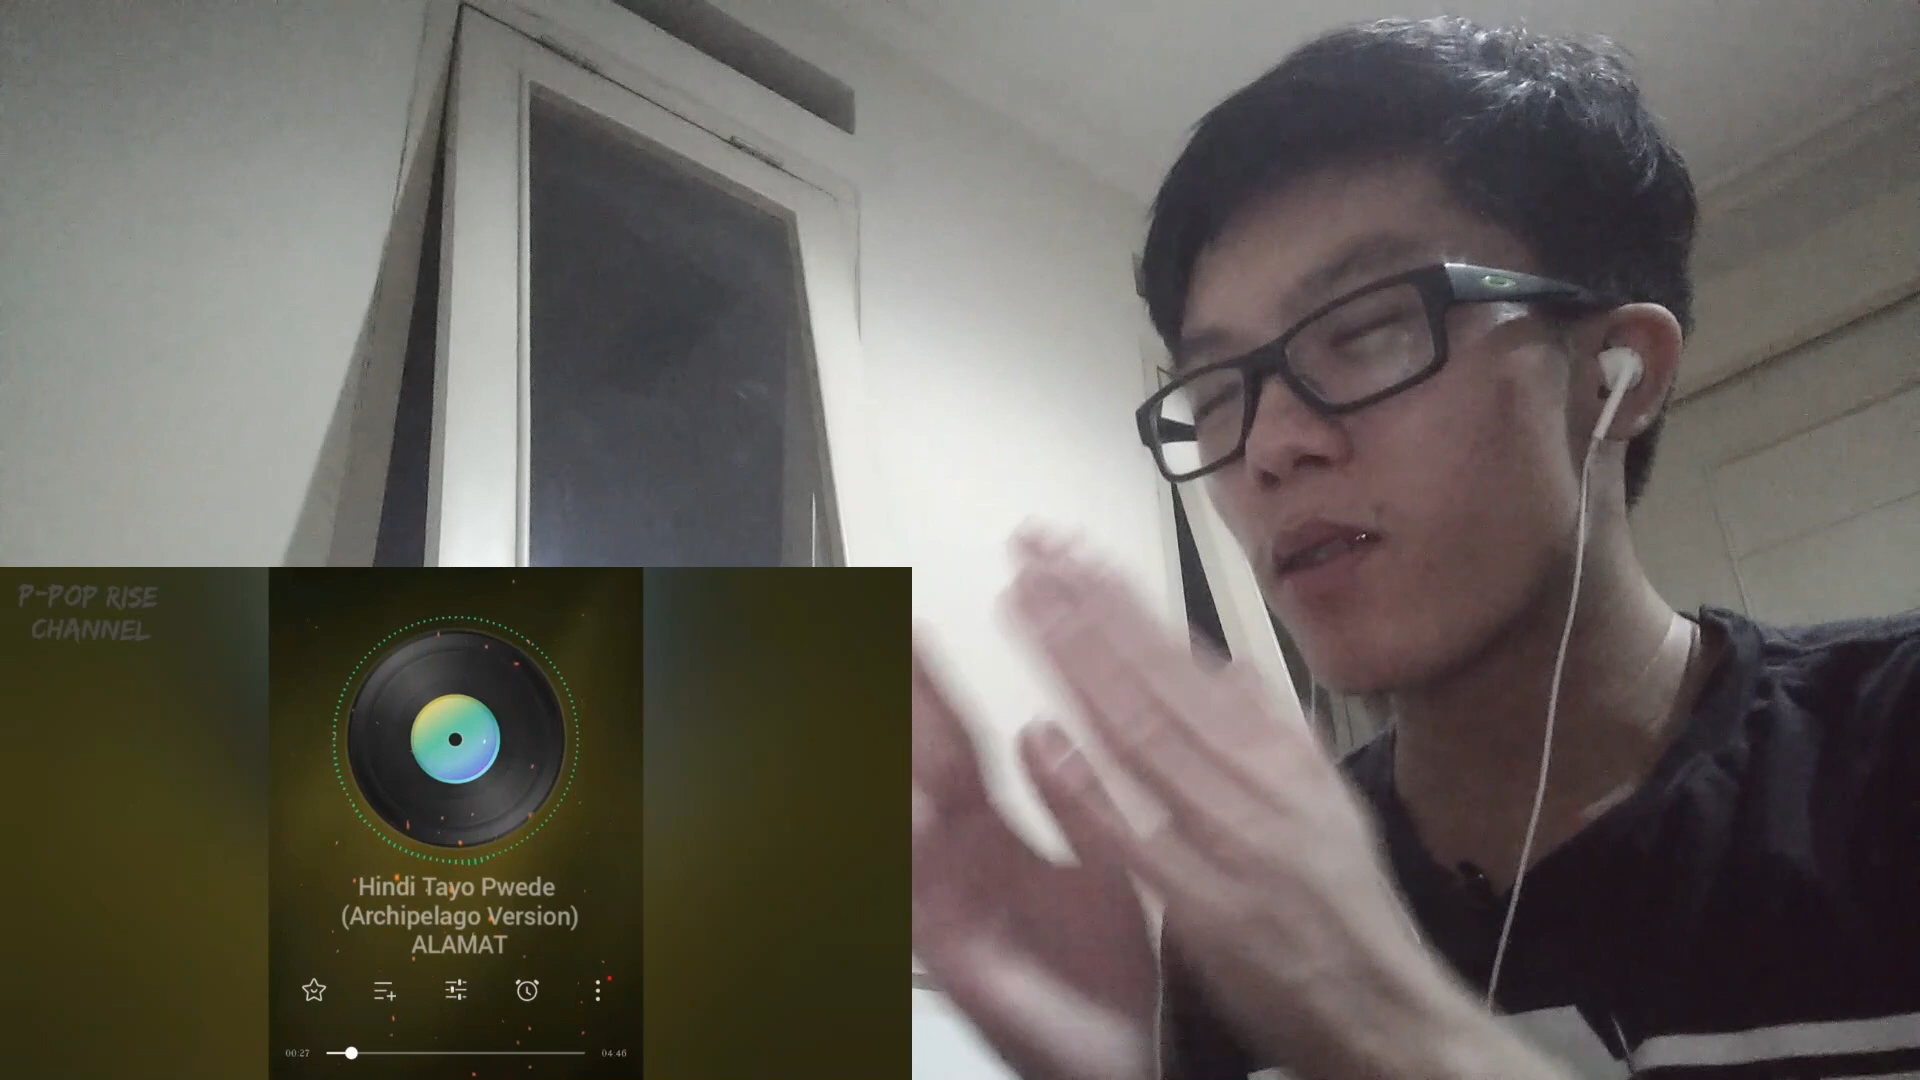 P-POP RISE
CHANNEL
Hindi Tayo Pwede
(Archipelago Version)
ALAMAT
00:27
04:46